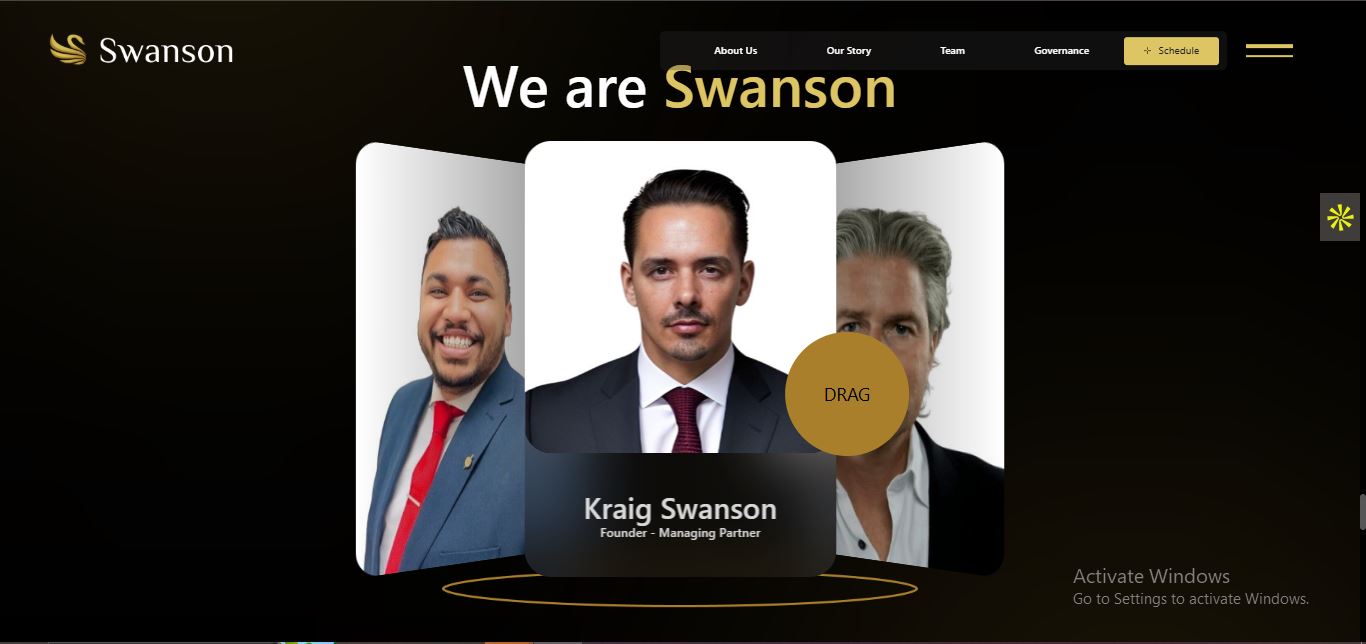 Swanson
About Us
Our Story
Team
Governance
Schedule
We are Swanson
DRAG
Kraig Swanson
Founder - Managing Partner
Activate Windows
Go to Settings to activate Windows.